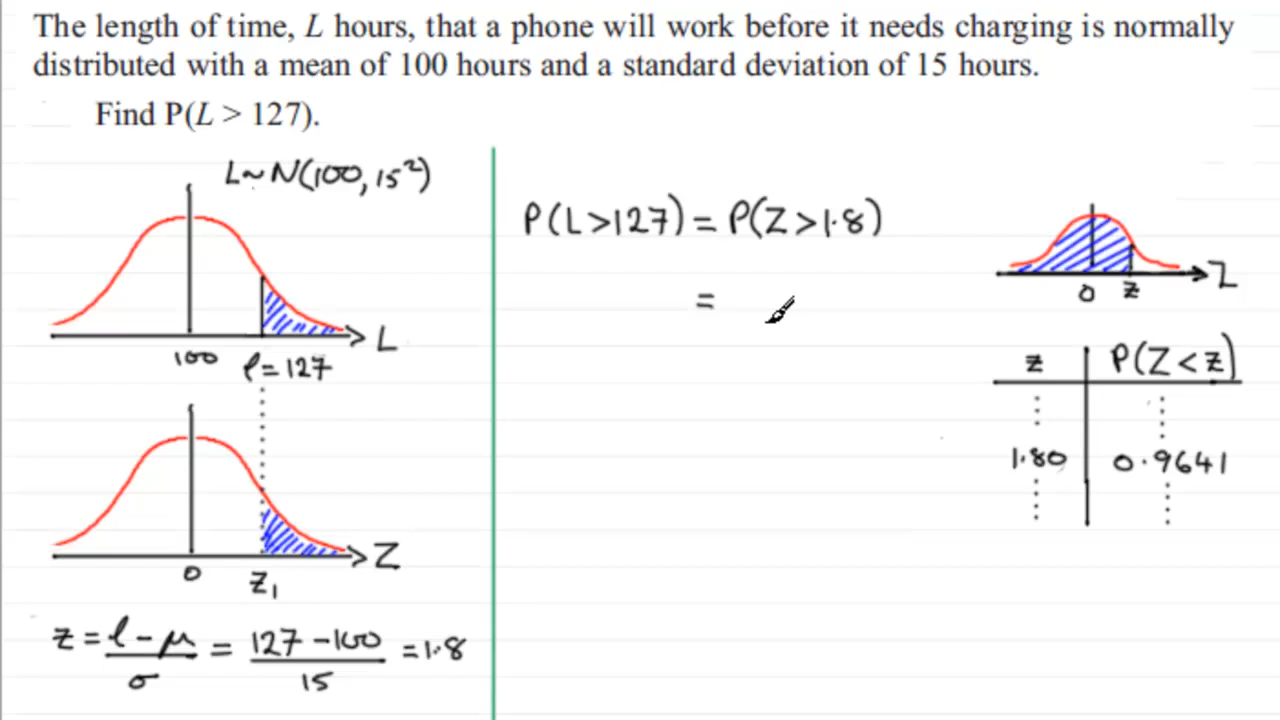 The length of time, L hours, that a phone will work before it needs charging is normally
distributed with a mean of 100 hours and a standard deviation of 15 hours.
Find P(L > 127).
L~N(100, 15²)
100
l = 127
L
0
z₁
Z
z = l - μ / σ = 127 - 100 / 15 = 1.8
P(L>127) = P(Z>1.8)
=
0
z
Z
z | P(Z<z)
1.80 | 0.9641